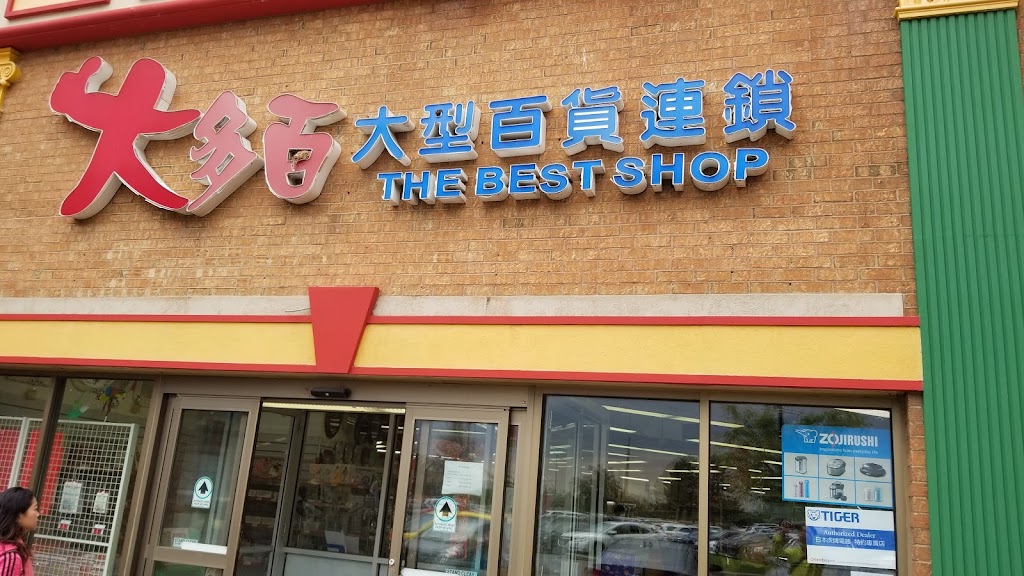 大多百
大型百貨連鎖
THE BEST SHOP
ZOJIRUSHI
TIGER
Authorized Dealer